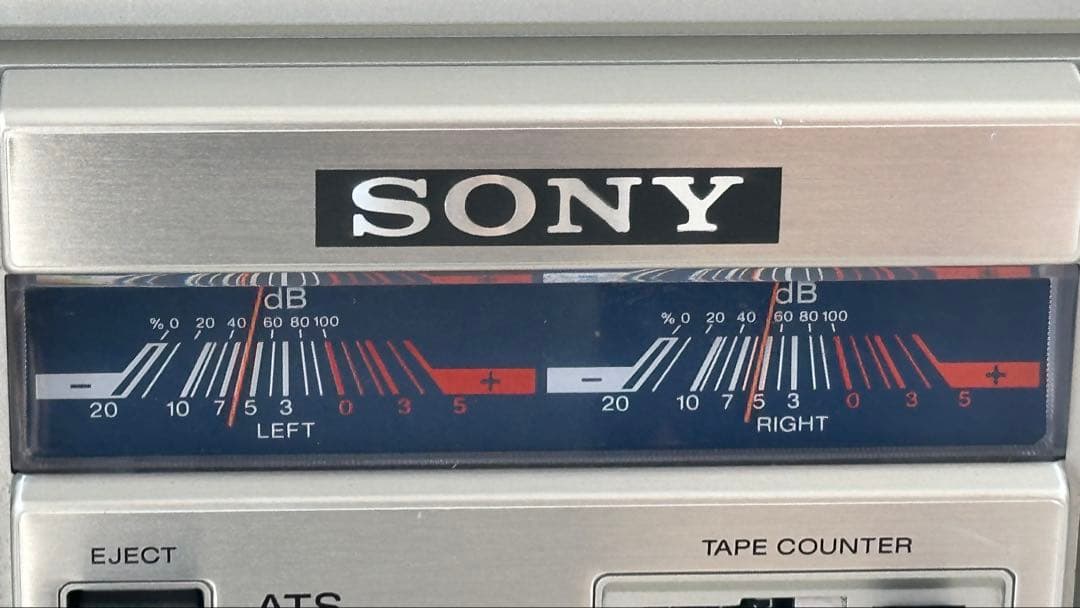 SONY
dB
% 0 20 40 60 80 100
-
+
20 10 7 5 3 0 3 5
LEFT
dB
% 0 20 40 60 80 100
-
+
20 10 7 5 3 0 3 5
RIGHT
EJECT
TAPE COUNTER
ATS